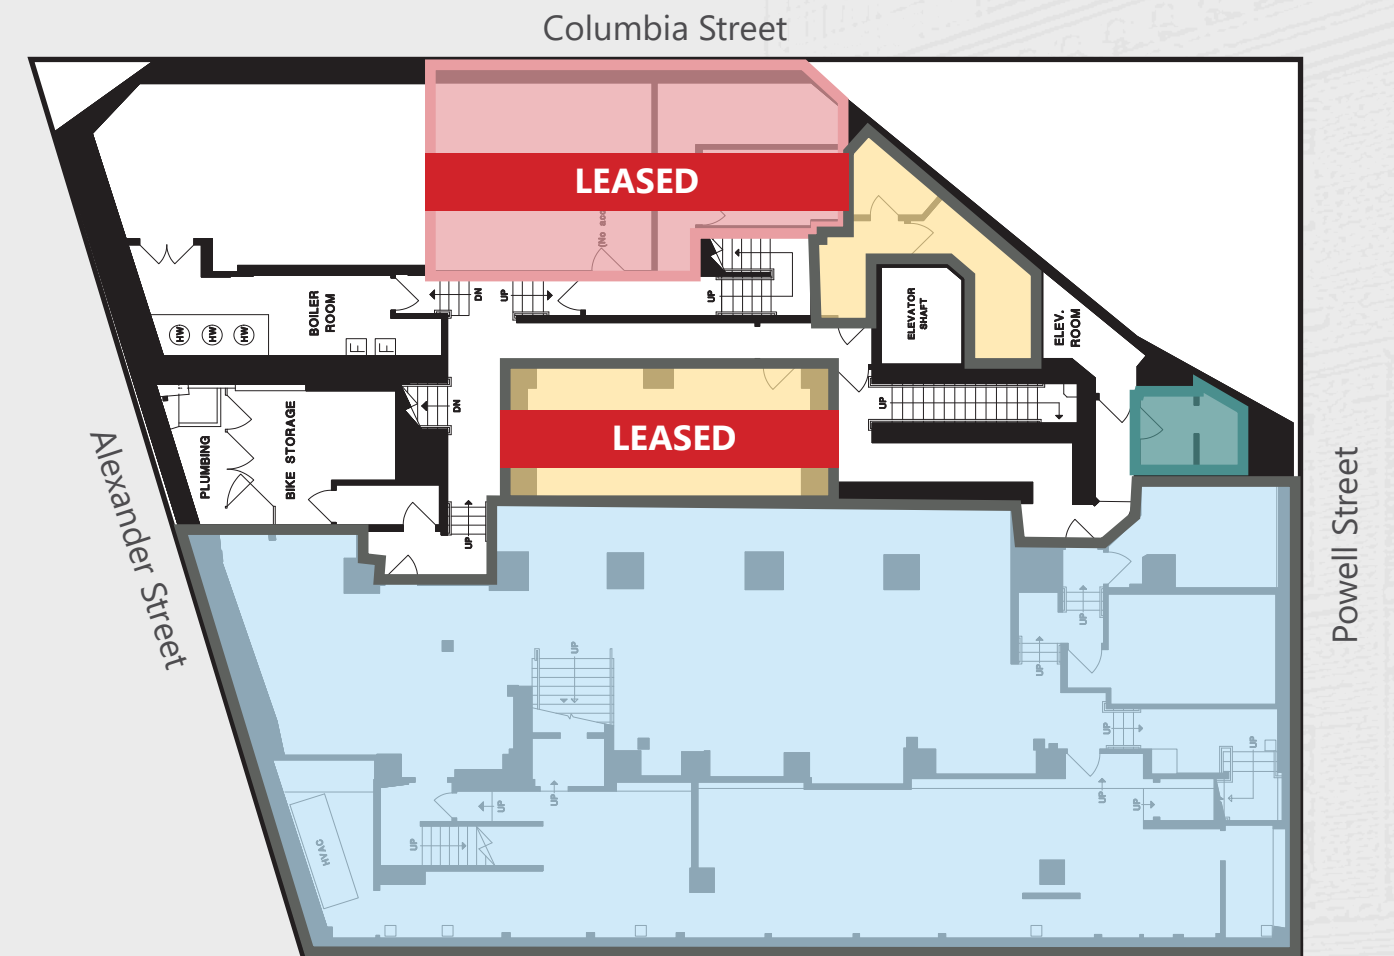 Columbia Street
LEASED
(No acc
BOILER
ROOM
DN
UP
UP
ELEVATOR
SHAFT
ELEV.
ROOM
HW
HW
HW
F
F
DN
UP
LEASED
PLUMBING
BIKE STORAGE
Alexander Street
Powell Street
UP
UP
UP
UP
UP
UP
UP
UP
UP
UP
UP
HVAC
UP